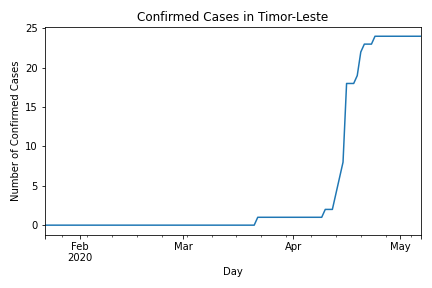 Confirmed Cases in Timor-Leste
Number of Confirmed Cases
25
20
15
10
5
0
Feb
2020
Mar
Apr
May
Day